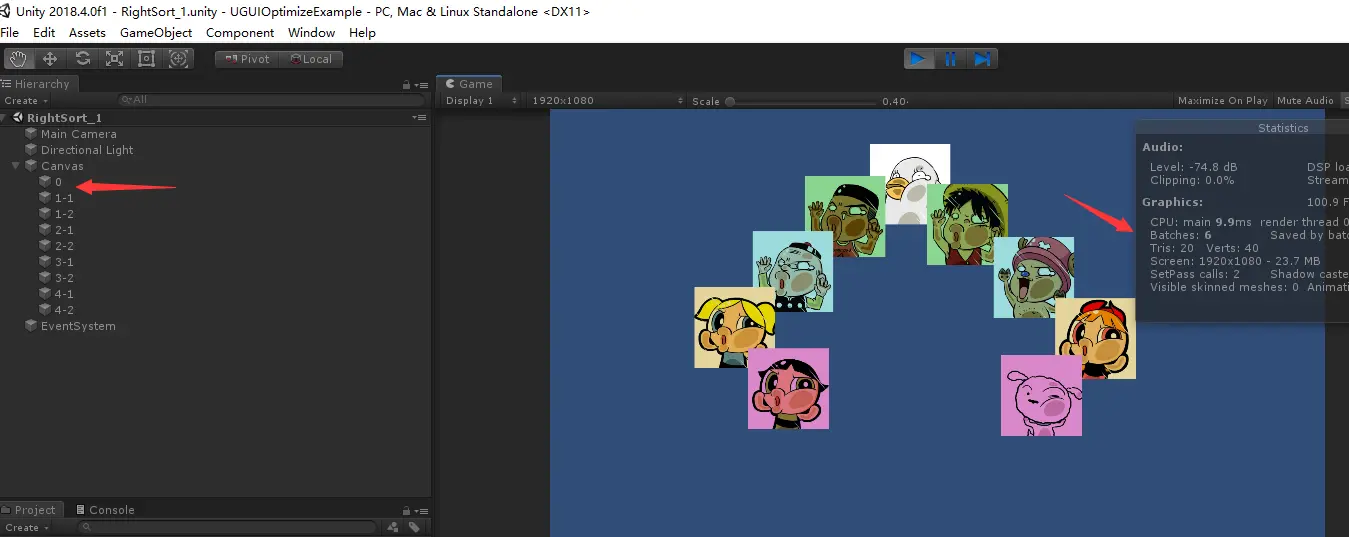 Unity 2018.4.0f1 - RightSort_1.unity - UGUIOptimizeExample - PC, Mac & Linux Standalone <DX11>
File Edit Assets GameObject Component Window Help
Pivot Local
Hierarchy
Create All
RightSort_1
Main Camera
Directional Light
Canvas
0
1-1
1-2
2-1
2-2
3-1
3-2
4-1
4-2
EventSystem
Game
Display 1 1920x1080 Scale 0.40 Maximize On Play Mute Audio S
Statistics
Audio:
Level: -74.8 dB DSP loa
Clipping: 0.0% Stream
Graphics: 100.9 F
CPU: main 9.9ms render thread 0
Batches: 6 Saved by batc
Tris: 20 Verts: 40
Screen: 1920x1080 - 23.7 MB
SetPass calls: 2 Shadow caste
Visible skinned meshes: 0 Animati
Project Console
Create